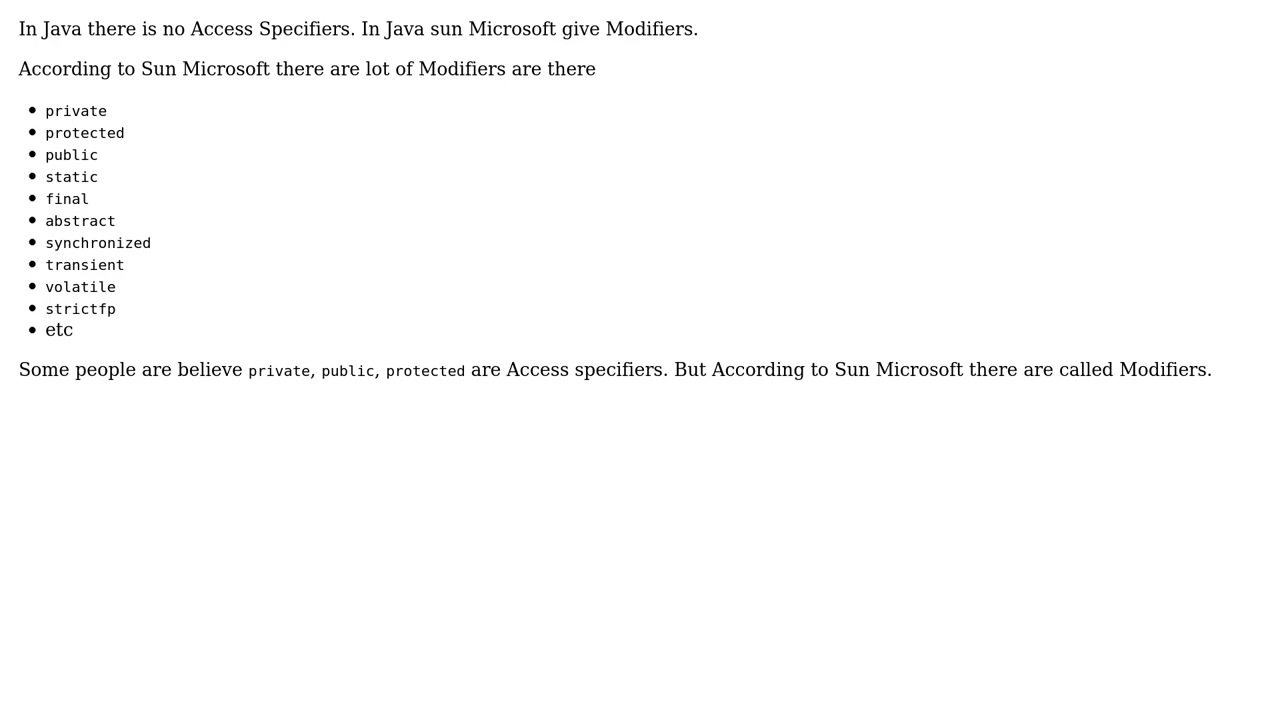 In Java there is no Access Specifiers. In Java sun Microsoft give Modifiers.
According to Sun Microsoft there are lot of Modifiers are there
• private
• protected
• public
• static
• final
• abstract
• synchronized
• transient
• volatile
• strictfp
• etc
Some people are believe private, public, protected are Access specifiers. But According to Sun Microsoft there are called Modifiers.